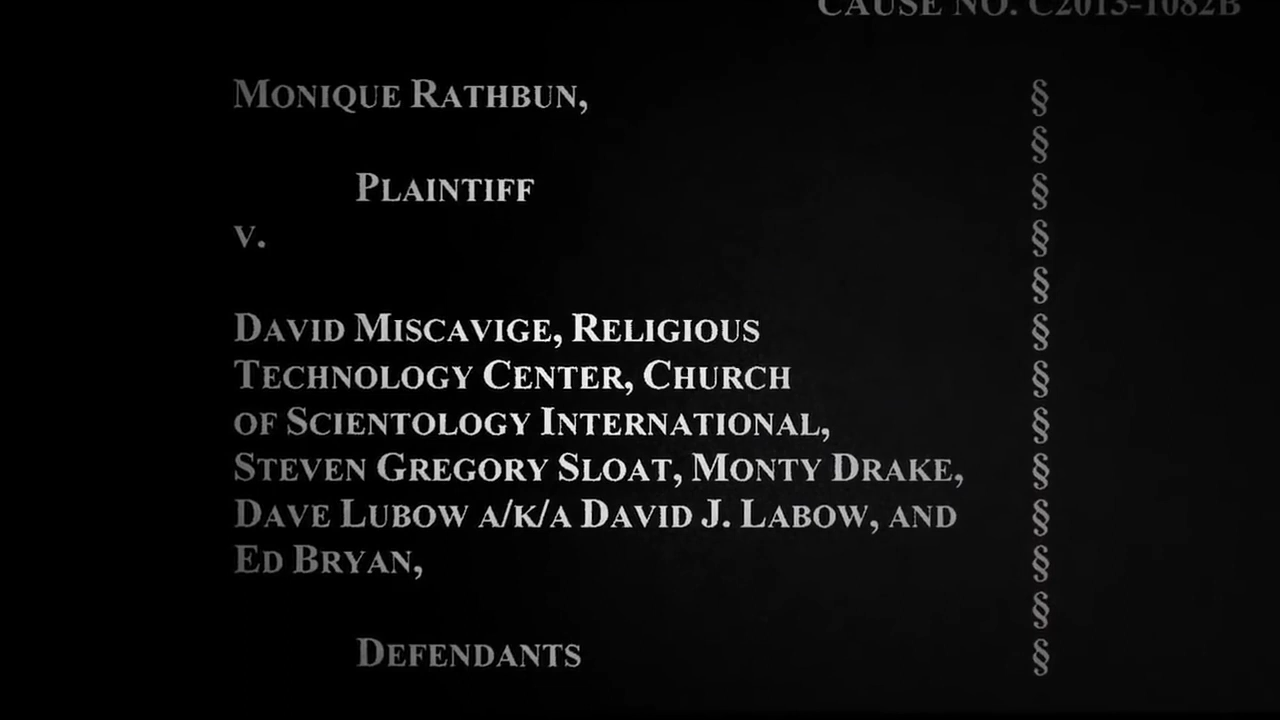 CAUSE NO. C2013-1082B
MONIQUE RATHBUN, §
§
PLAINTIFF §
V. §
§
DAVID MISCAVIGE, RELIGIOUS §
TECHNOLOGY CENTER, CHURCH §
OF SCIENTOLOGY INTERNATIONAL, §
STEVEN GREGORY SLOAT, MONTY DRAKE, §
DAVE LUBOW A/K/A DAVID J. LABOW, AND §
ED BRYAN, §
§
DEFENDANTS §